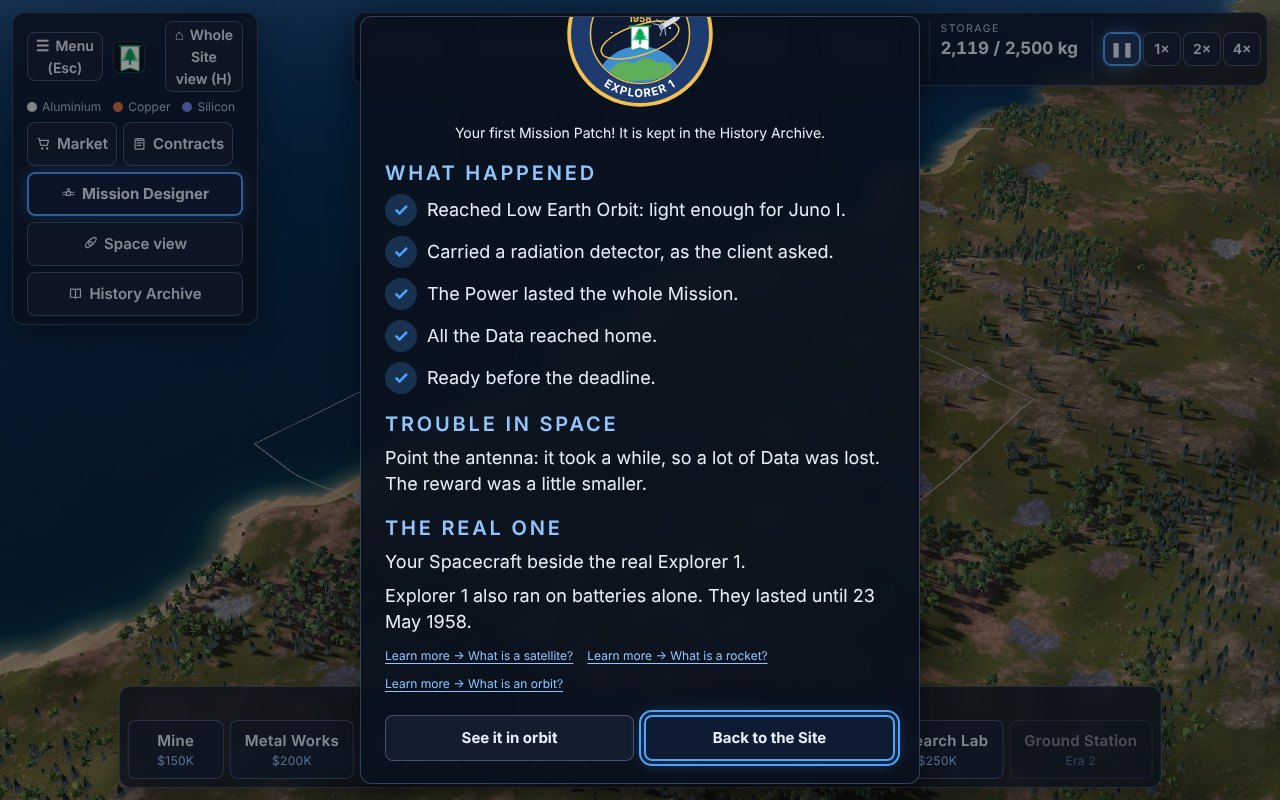 ☰ Menu (Esc)
⌂ Whole Site view (H)
Aluminium Copper Silicon
Market
Contracts
Mission Designer
Space view
History Archive
STORAGE
2,119 / 2,500 kg
❚❚ 1× 2× 4×
1958
EXPLORER 1
Your first Mission Patch! It is kept in the History Archive.
WHAT HAPPENED
Reached Low Earth Orbit: light enough for Juno I.
Carried a radiation detector, as the client asked.
The Power lasted the whole Mission.
All the Data reached home.
Ready before the deadline.
TROUBLE IN SPACE
Point the antenna: it took a while, so a lot of Data was lost.
The reward was a little smaller.
THE REAL ONE
Your Spacecraft beside the real Explorer 1.
Explorer 1 also ran on batteries alone. They lasted until 23
May 1958.
Learn more → What is a satellite? Learn more → What is a rocket?
Learn more → What is an orbit?
See it in orbit
Back to the Site
Mine
$150K
Metal Works
$200K
earch Lab
$250K
Ground Station
Era 2